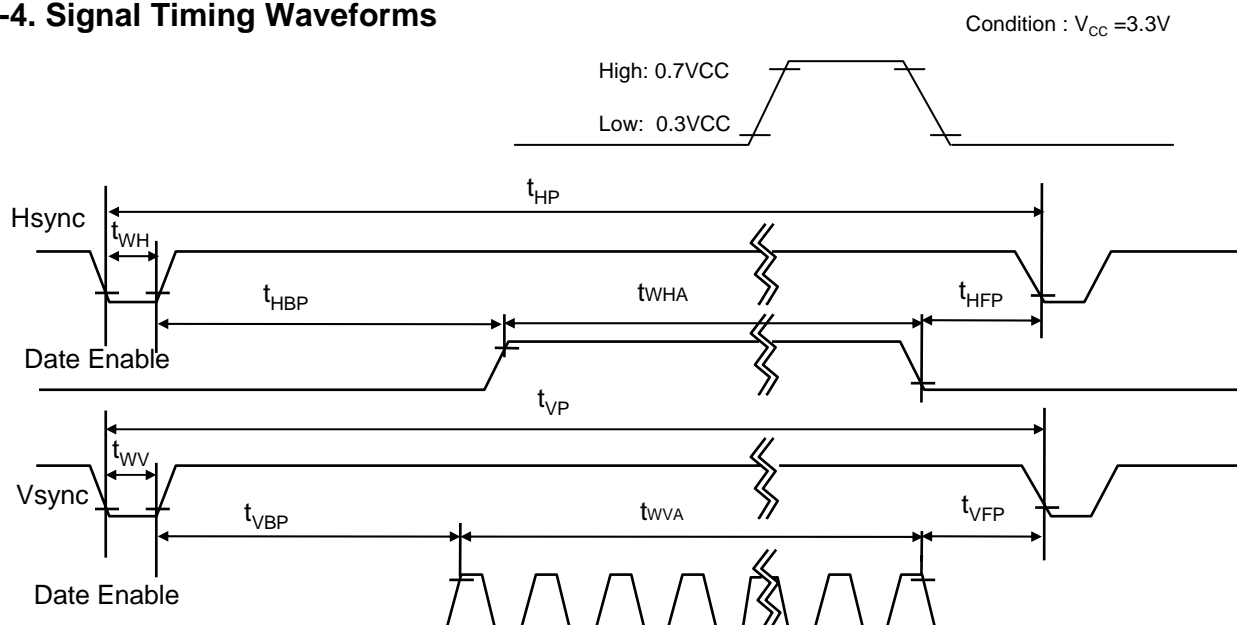 -4. Signal Timing Waveforms
Condition : VCC =3.3V
High: 0.7VCC
Low: 0.3VCC
tHP
Hsync
tWH
tHBP
tWHA
tHFP
Date Enable
tVP
tWV
Vsync
tVBP
tWVA
tVFP
Date Enable